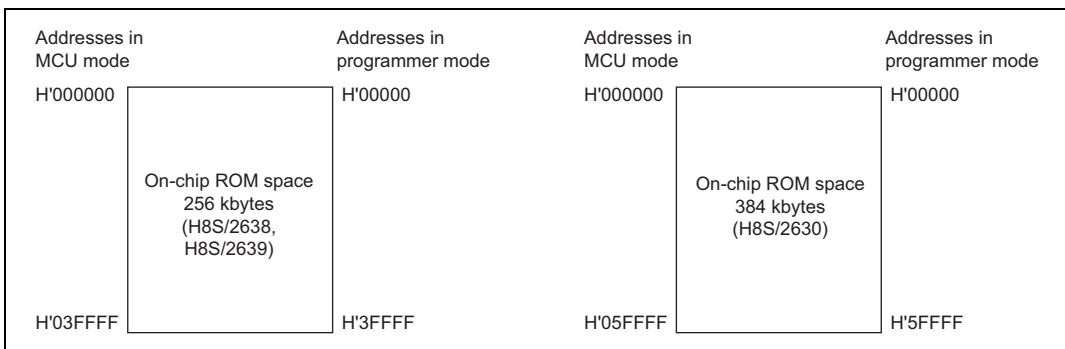 Addresses in
MCU mode
Addresses in
programmer mode
H'000000
H'00000
On-chip ROM space
256 kbytes
(H8S/2638,
H8S/2639)
H'03FFFF
H'3FFFF
Addresses in
MCU mode
Addresses in
programmer mode
H'000000
H'00000
On-chip ROM space
384 kbytes
(H8S/2630)
H'05FFFF
H'5FFFF